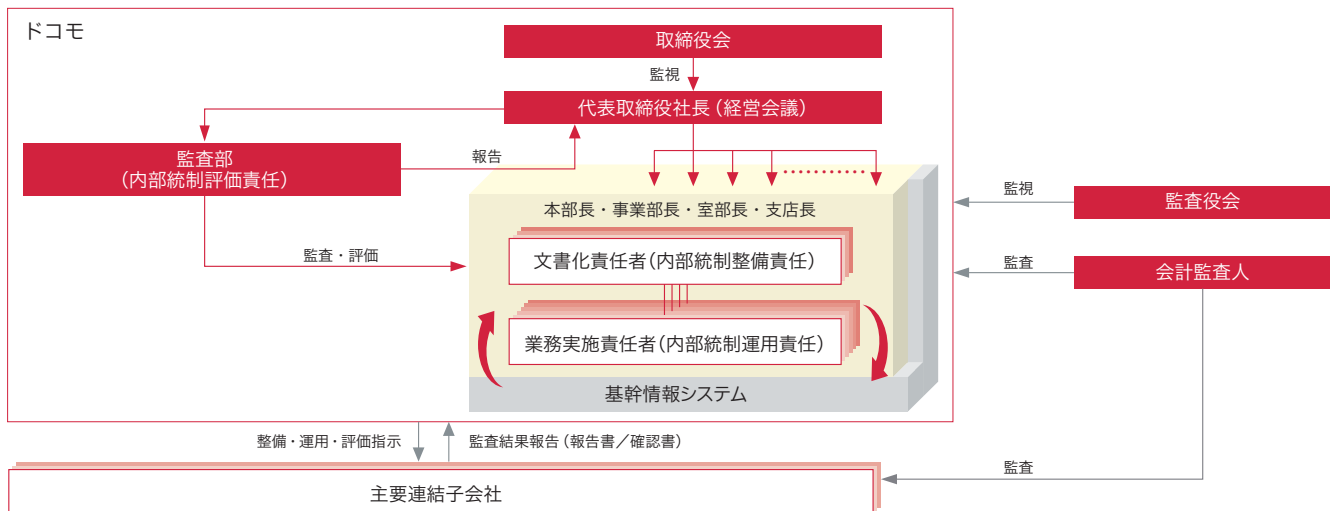 ドコモ
取締役会
監視
代表取締役社長（経営会議）
監査部
（内部統制評価責任）
報告
本部長・事業部長・室部長・支店長
監視
監査役会
文書化責任者（内部統制整備責任）
監査・評価
監査
会計監査人
業務実施責任者（内部統制運用責任）
基幹情報システム
整備・運用・評価指示
監査結果報告（報告書／確認書）
監査
主要連結子会社